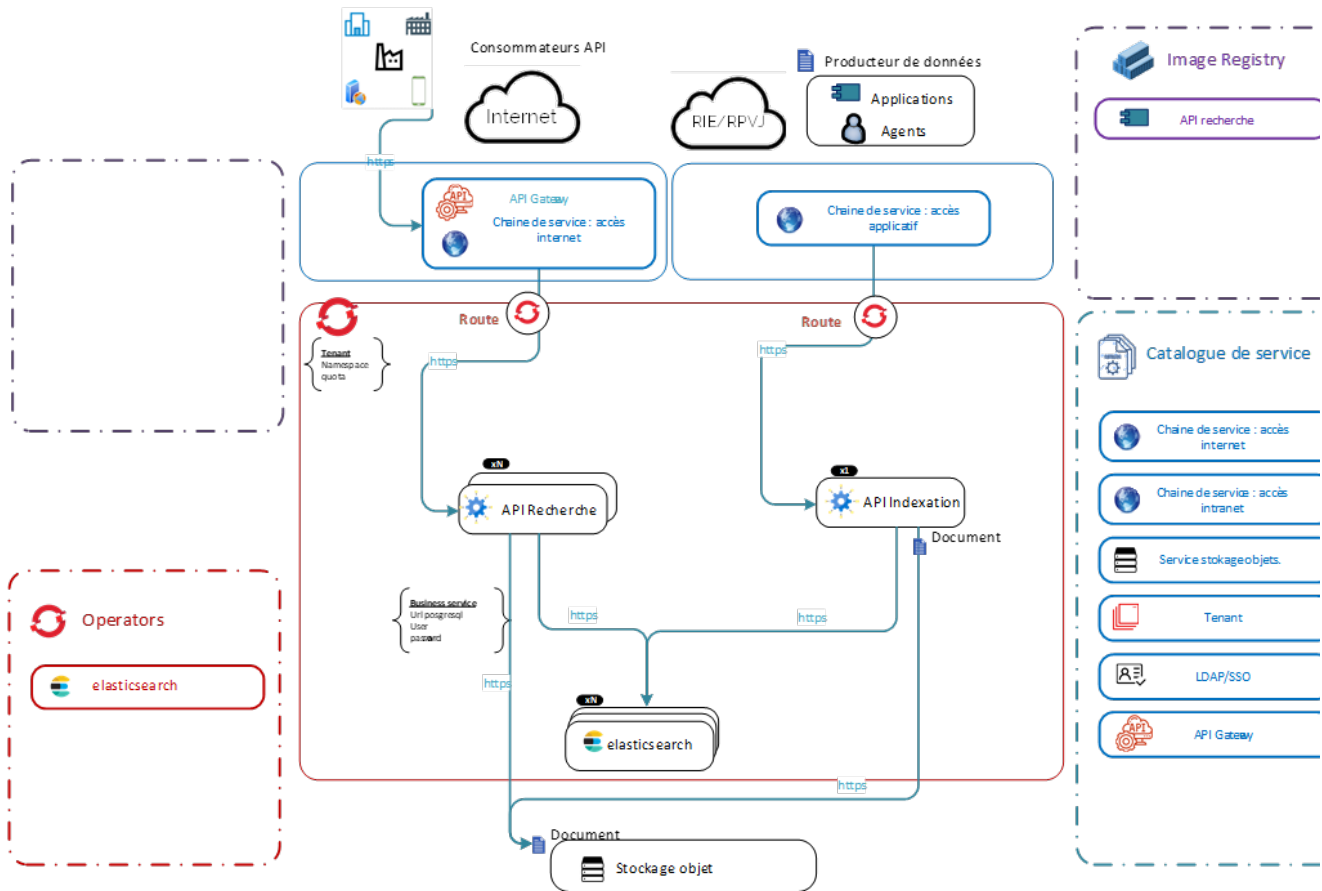 Consommateurs API
Internet
https
RIE/RPVJ
Producteur de données
Applications
Agents
Image Registry
API recherche
API Gateway
Chaine de service : accès
internet
Chaine de service : accès
applicatif
Route
Route
Tenant
Namespace
quota
https
https
Catalogue de service
Chaine de service : accès
internet
Chaine de service : accès
intranet
Service stokage objets.
Tenant
LDAP/SSO
API Gateway
xN
API Recherche
x1
API Indexation
Document
Operators
elasticsearch
Business service
Url posgresql
User
password
https
https
https
xN
elasticsearch
https
Document
Stockage objet